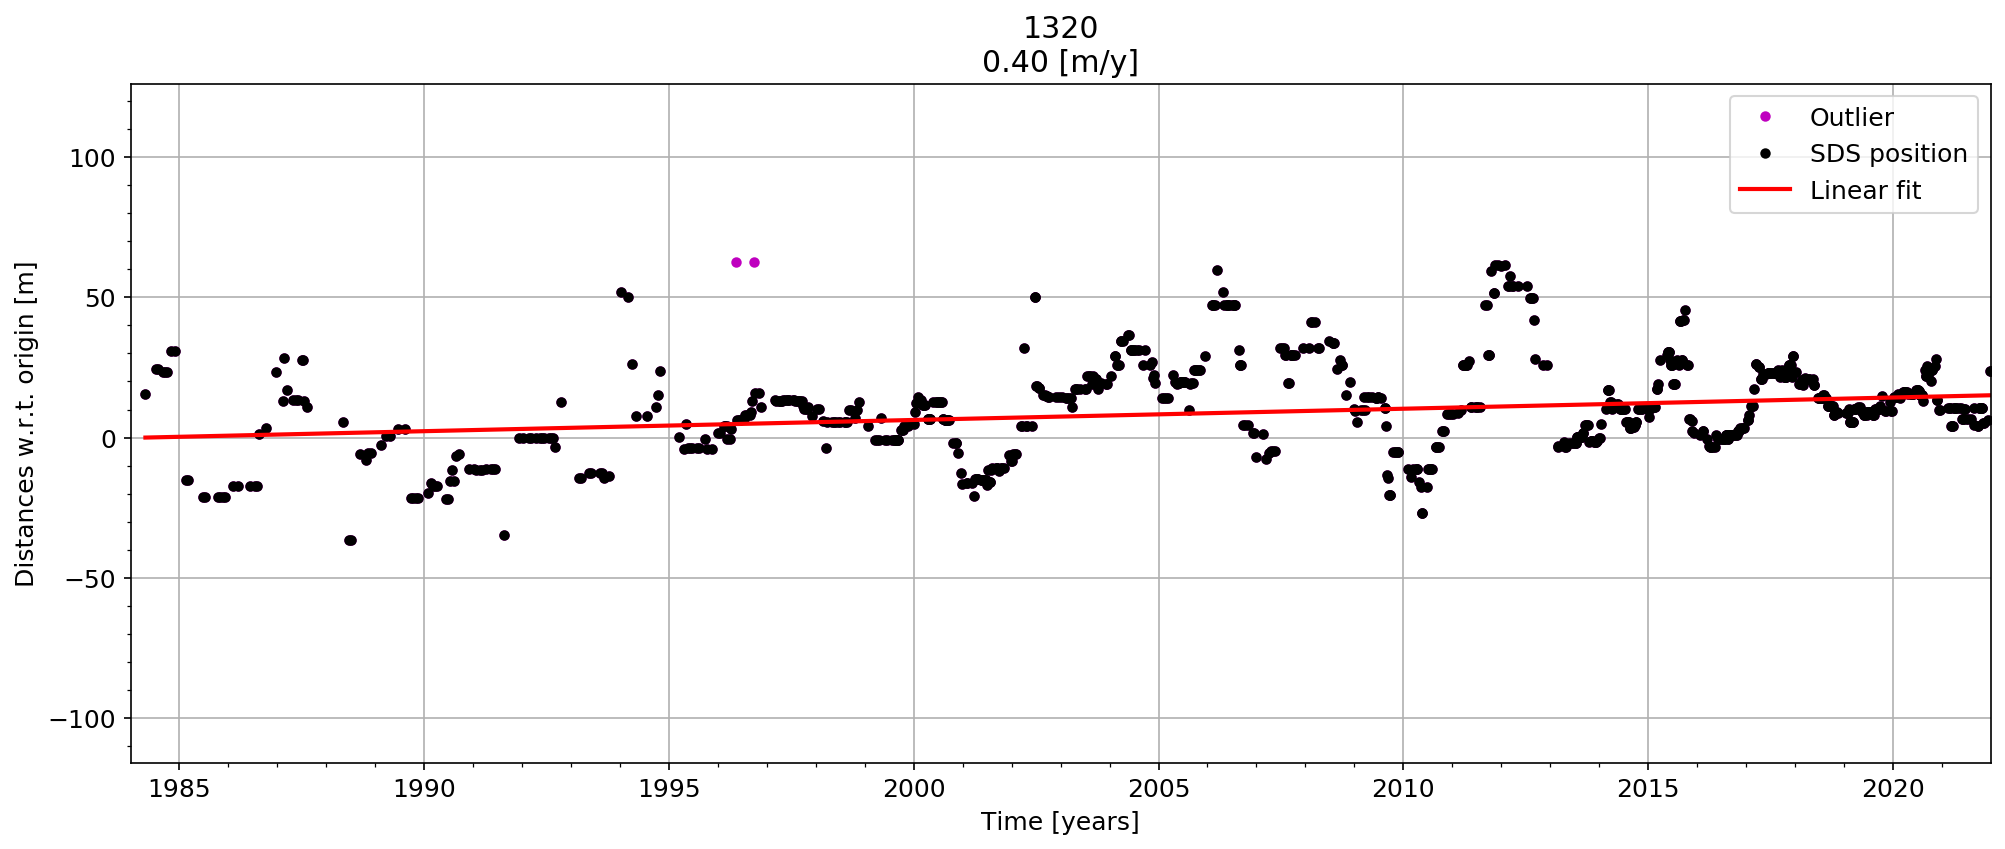 1320
0.40 [m/y]
Outlier
SDS position
Linear fit
Distances w.r.t. origin [m]
100
50
0
−50
−100
1985 1990 1995 2000 2005 2010 2015 2020
Time [years]